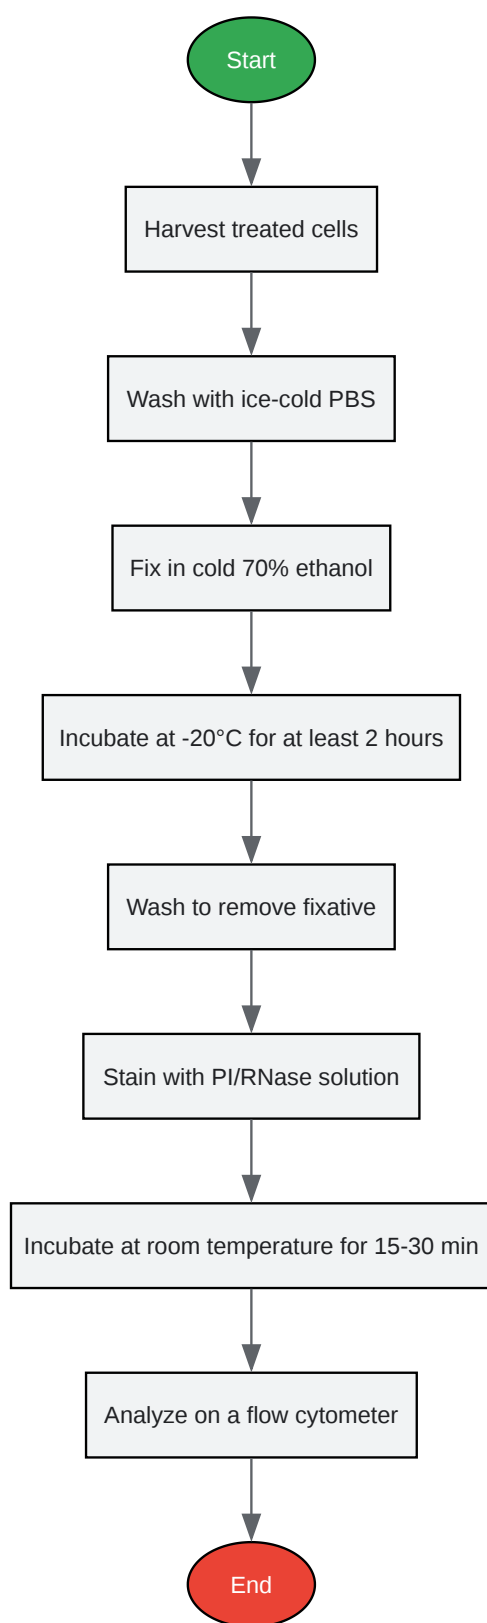 Start
Harvest treated cells
Wash with ice-cold PBS
Fix in cold 70% ethanol
Incubate at -20°C for at least 2 hours
Wash to remove fixative
Stain with PI/RNase solution
Incubate at room temperature for 15-30 min
Analyze on a flow cytometer
End